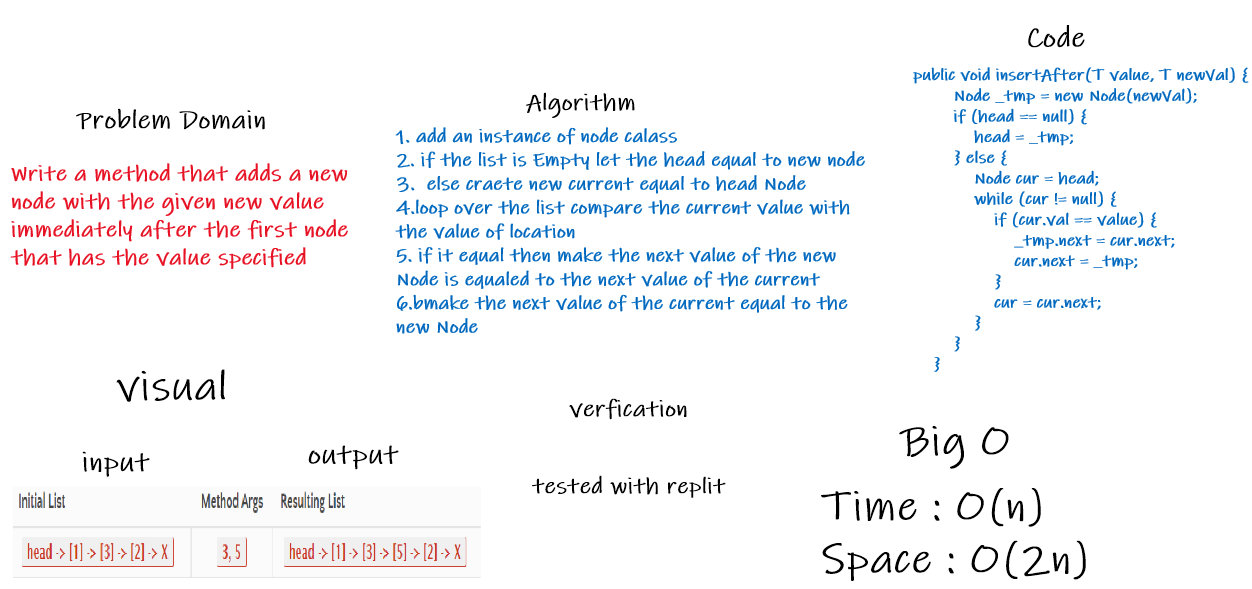 Problem Domain
Write a method that adds a new
node with the given new value
immediately after the first node
that has the value specified
Algorithm
1. add an instance of node calass
2. if the list is Empty let the head equal to new node
3. else craete new current equal to head Node
4.loop over the list compare the current value with
the value of location
5. if it equal then make the next value of the new
Node is equaled to the next value of the current
6.bmake the next value of the current equal to the
new Node
Code
public void insertAfter(T value, T newVal) {
Node _tmp = new Node(newVal);
if (head == null) {
head = _tmp;
} else {
Node cur = head;
while (cur != null) {
if (cur.val == value) {
_tmp.next = cur.next;
cur.next = _tmp;
}
cur = cur.next;
}
}
}
visual
input
output
Initial List Method Args Resulting List
head -> [1] -> [3] -> [2] -> X 3, 5 head -> [1] -> [3] -> [5] -> [2] -> X
verfication
tested with replit
Big O
Time : O(n)
Space : O(2n)